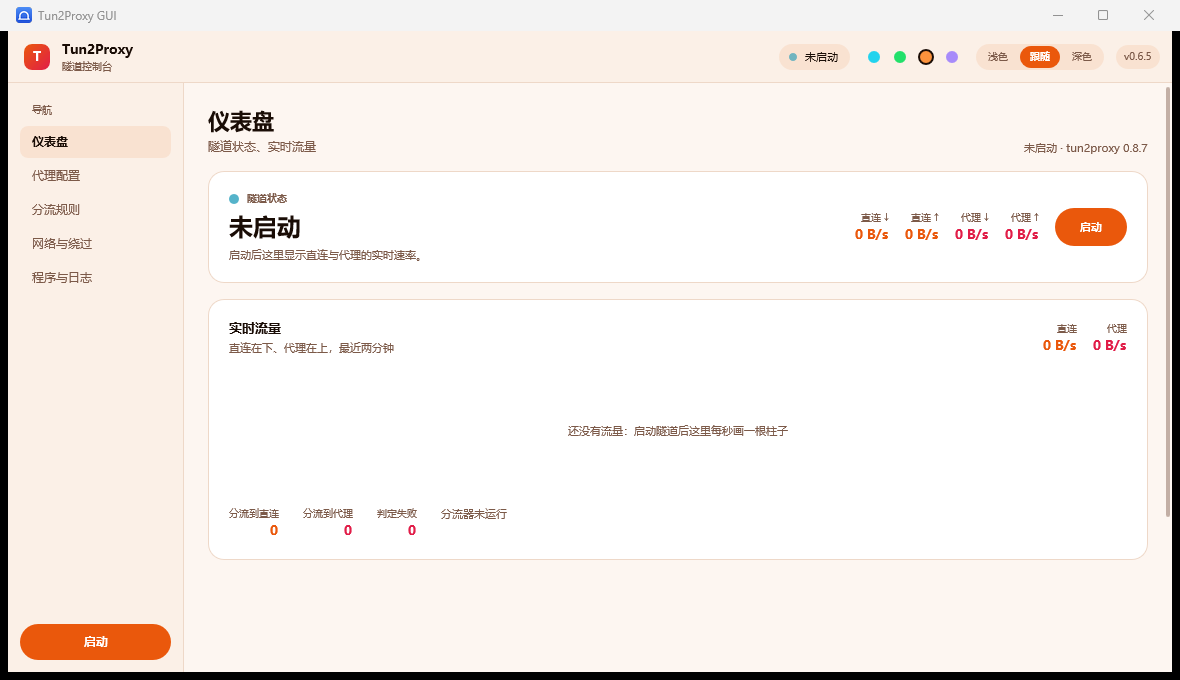 Tun2Proxy GUI
T
Tun2Proxy
隧道控制台
未启动
浅色
跟随
深色
v0.6.5
导航
仪表盘
代理配置
分流规则
网络与绕过
程序与日志
启动
仪表盘
隧道状态、实时流量
未启动 · tun2proxy 0.8.7
隧道状态
未启动
启动后这里显示直连与代理的实时速率。
直连↓ 直连↑ 代理↓ 代理↑
0 B/s 0 B/s 0 B/s 0 B/s
启动
实时流量
直连在下、代理在上，最近两分钟
直连 代理
0 B/s 0 B/s
还没有流量：启动隧道后这里每秒画一根柱子
分流到直连 分流到代理 判定失败 分流器未运行
0 0 0